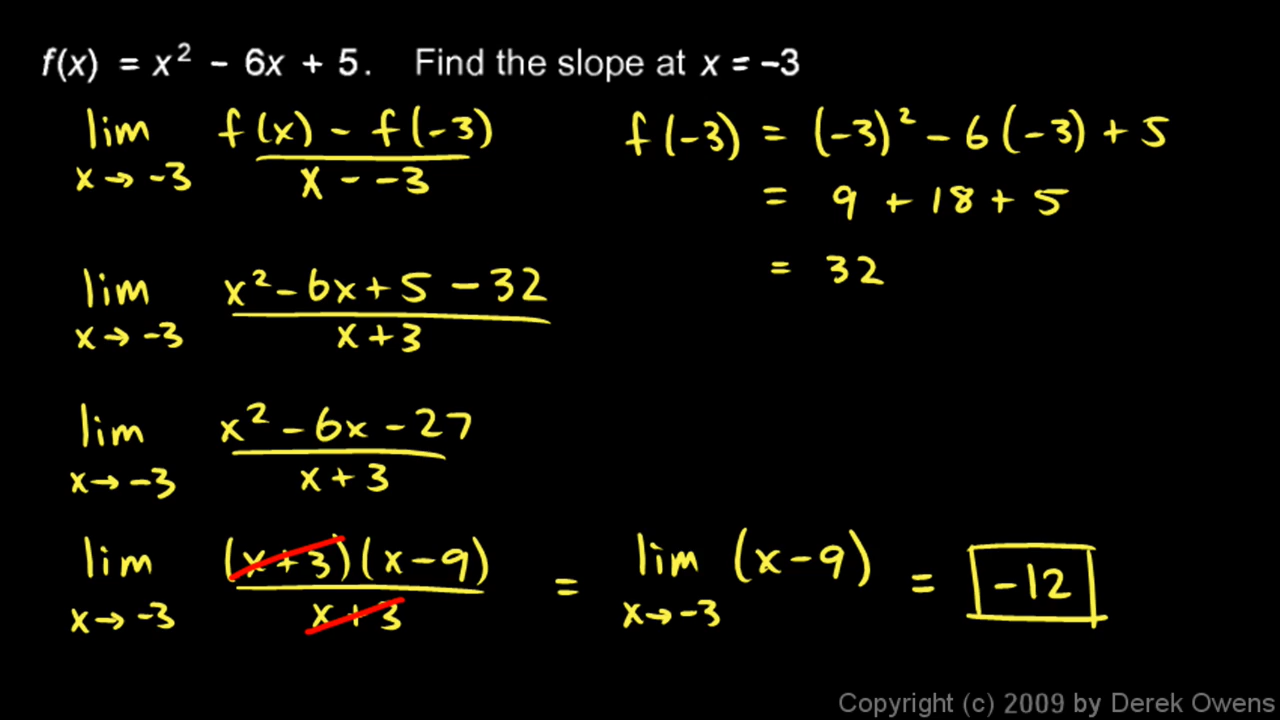 f(x) = x² - 6x + 5. Find the slope at x = -3
lim f(x) - f(-3)
x → -3 x - -3
f(-3) = (-3)² - 6(-3) + 5
= 9 + 18 + 5
= 32
lim x² - 6x + 5 - 32
x → -3 x + 3
lim x² - 6x - 27
x → -3 x + 3
lim (x + 3)(x - 9)
x → -3 x + 3
= lim (x - 9) = -12
x → -3
Copyright (c) 2009 by Derek Owens